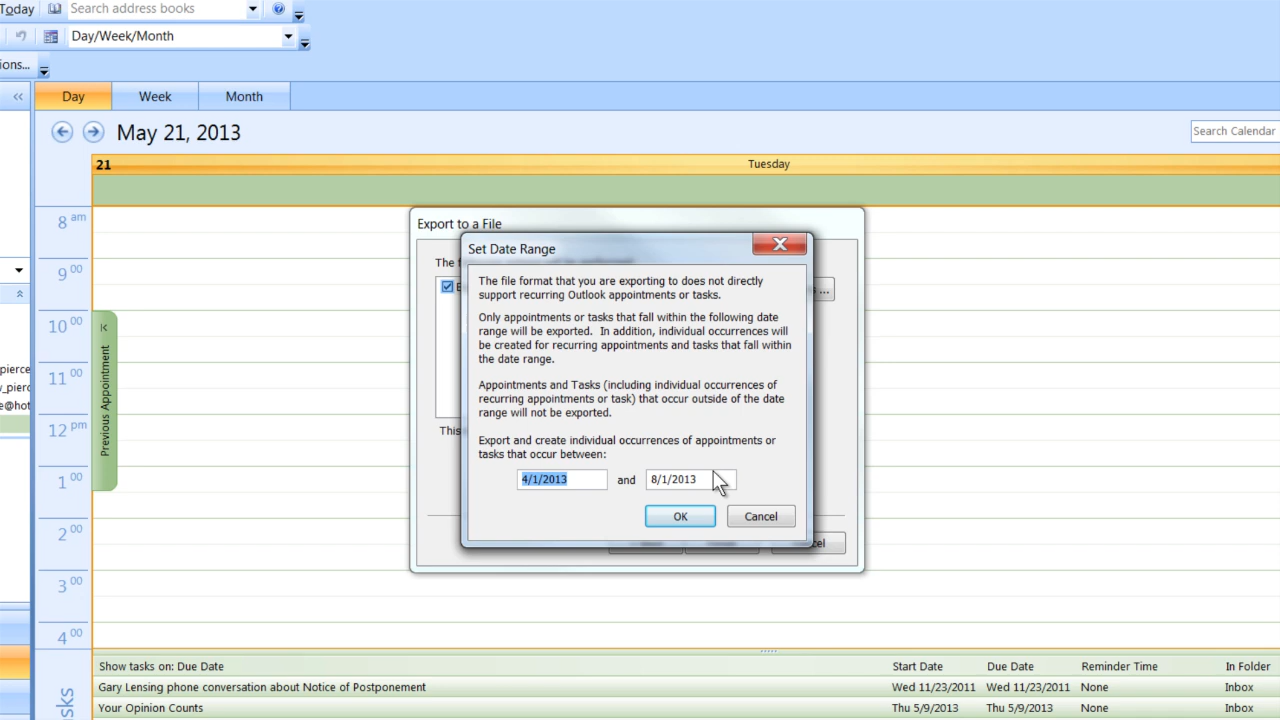 Today Search address books
Day/Week/Month
ions...
Day Week Month
May 21, 2013
Search Calendar
21 Tuesday
8 am
9 00
10 00
11 00
12 pm
1 00
2 00
3 00
4 00
Previous Appointment
pierce
_pierc
e@hot
Export to a File
The f
...
This
Set Date Range
The file format that you are exporting to does not directly
support recurring Outlook appointments or tasks.
Only appointments or tasks that fall within the following date
range will be exported. In addition, individual occurrences will
be created for recurring appointments and tasks that fall within
the date range.
Appointments and Tasks (including individual occurrences of
recurring appointments or task) that occur outside of the date
range will not be exported.
Export and create individual occurrences of appointments or
tasks that occur between:
4/1/2013 and 8/1/2013
OK Cancel
cel
Show tasks on: Due Date Start Date Due Date Reminder Time In Folder
Gary Lensing phone conversation about Notice of Postponement Wed 11/23/2011 Wed 11/23/2011 None Inbox
Your Opinion Counts Thu 5/9/2013 Thu 5/9/2013 None Inbox
sks